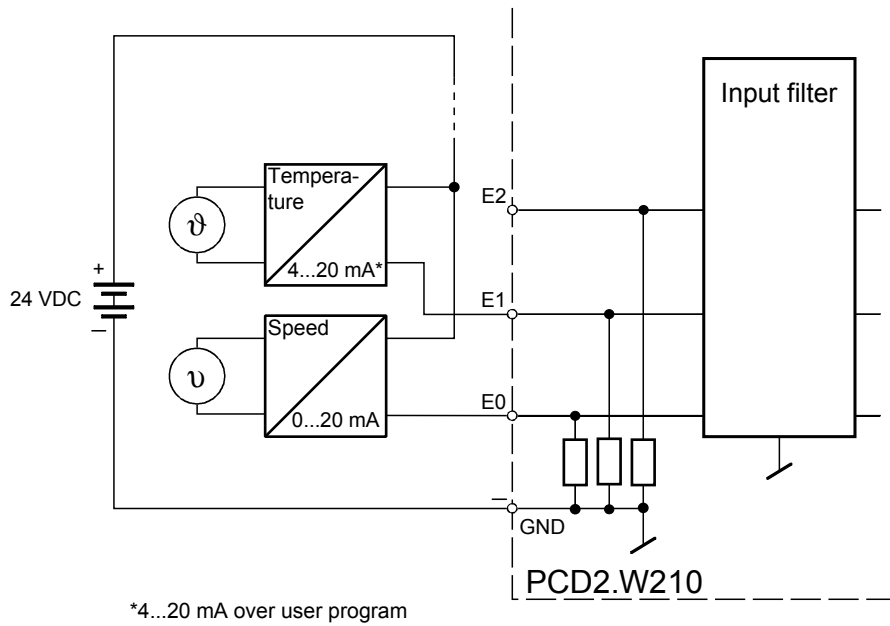 Input filter
Tempera-
ture
E2
ϑ
4...20 mA*
+
24 VDC
–
E1
Speed
υ
0...20 mA
E0
–
GND
PCD2.W210
*4...20 mA over user program